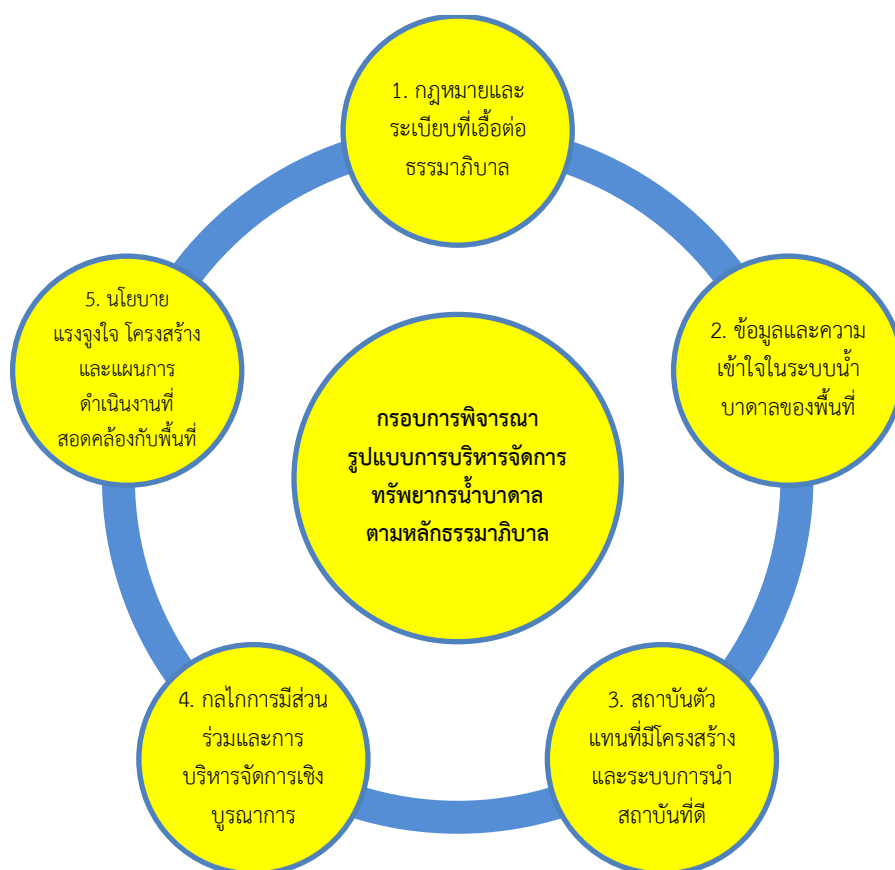 1. กฎหมายและ
ระเบียบที่เอื้อต่อ
ธรรมาภิบาล
2. ข้อมูลและความ
เข้าใจในระบบน้ำ
บาดาลของพื้นที่
3. สถาบันตัว
แทนที่มีโครงสร้าง
และระบบการนำ
สถาบันที่ดี
4. กลไกการมีส่วน
ร่วมและการ
บริหารจัดการเชิง
บูรณาการ
5. นโยบาย
แรงจูงใจ โครงสร้าง
และแผนการ
ดำเนินงานที่
สอดคล้องกับพื้นที่
กรอบการพิจารณา
รูปแบบการบริหารจัดการ
ทรัพยากรน้ำบาดาล
ตามหลักธรรมาภิบาล